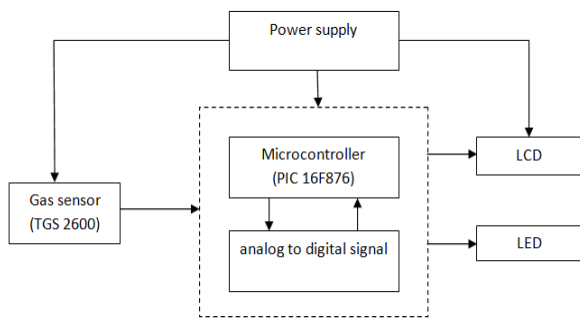 Power supply
Microcontroller
(PIC 16F876)
LCD
Gas sensor
(TGS 2600)
analog to digital signal
LED